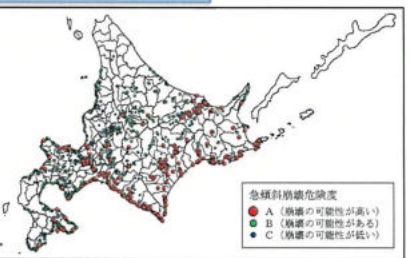 急傾斜崩壊危険度
A（崩壊の可能性が高い）
B（崩壊の可能性がある）
C（崩壊の可能性が低い）